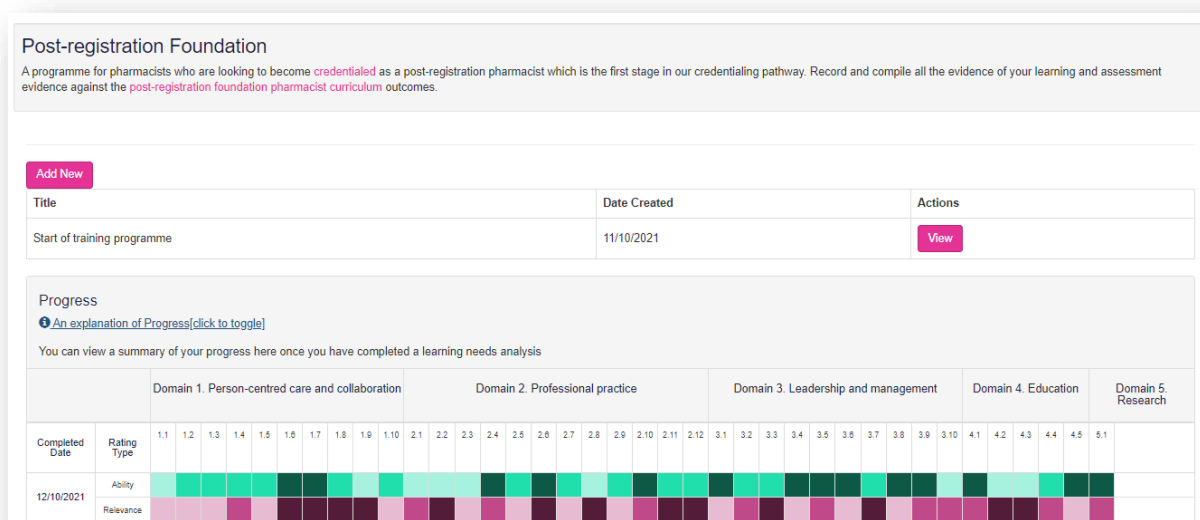 Post-registration Foundation
A programme for pharmacists who are looking to become credentialed as a post-registration pharmacist which is the first stage in our credentialing pathway. Record and compile all the evidence of your learning and assessment
evidence against the post-registration foundation pharmacist curriculum outcomes.
Add New
Title Date Created Actions
Start of training programme 11/10/2021 View
Progress
An explanation of Progress[click to toggle]
You can view a summary of your progress here once you have completed a learning needs analysis
Domain 1. Person-centred care and collaboration Domain 2. Professional practice Domain 3. Leadership and management Domain 4. Education Domain 5.
Research
Completed Date Rating Type 1.1 1.2 1.3 1.4 1.5 1.6 1.7 1.8 1.9 1.10 2.1 2.2 2.3 2.4 2.5 2.6 2.7 2.8 2.9 2.10 2.11 2.12 3.1 3.2 3.3 3.4 3.5 3.6 3.7 3.8 3.9 3.10 4.1 4.2 4.3 4.4 4.5 5.1
12/10/2021 Ability
Relevance